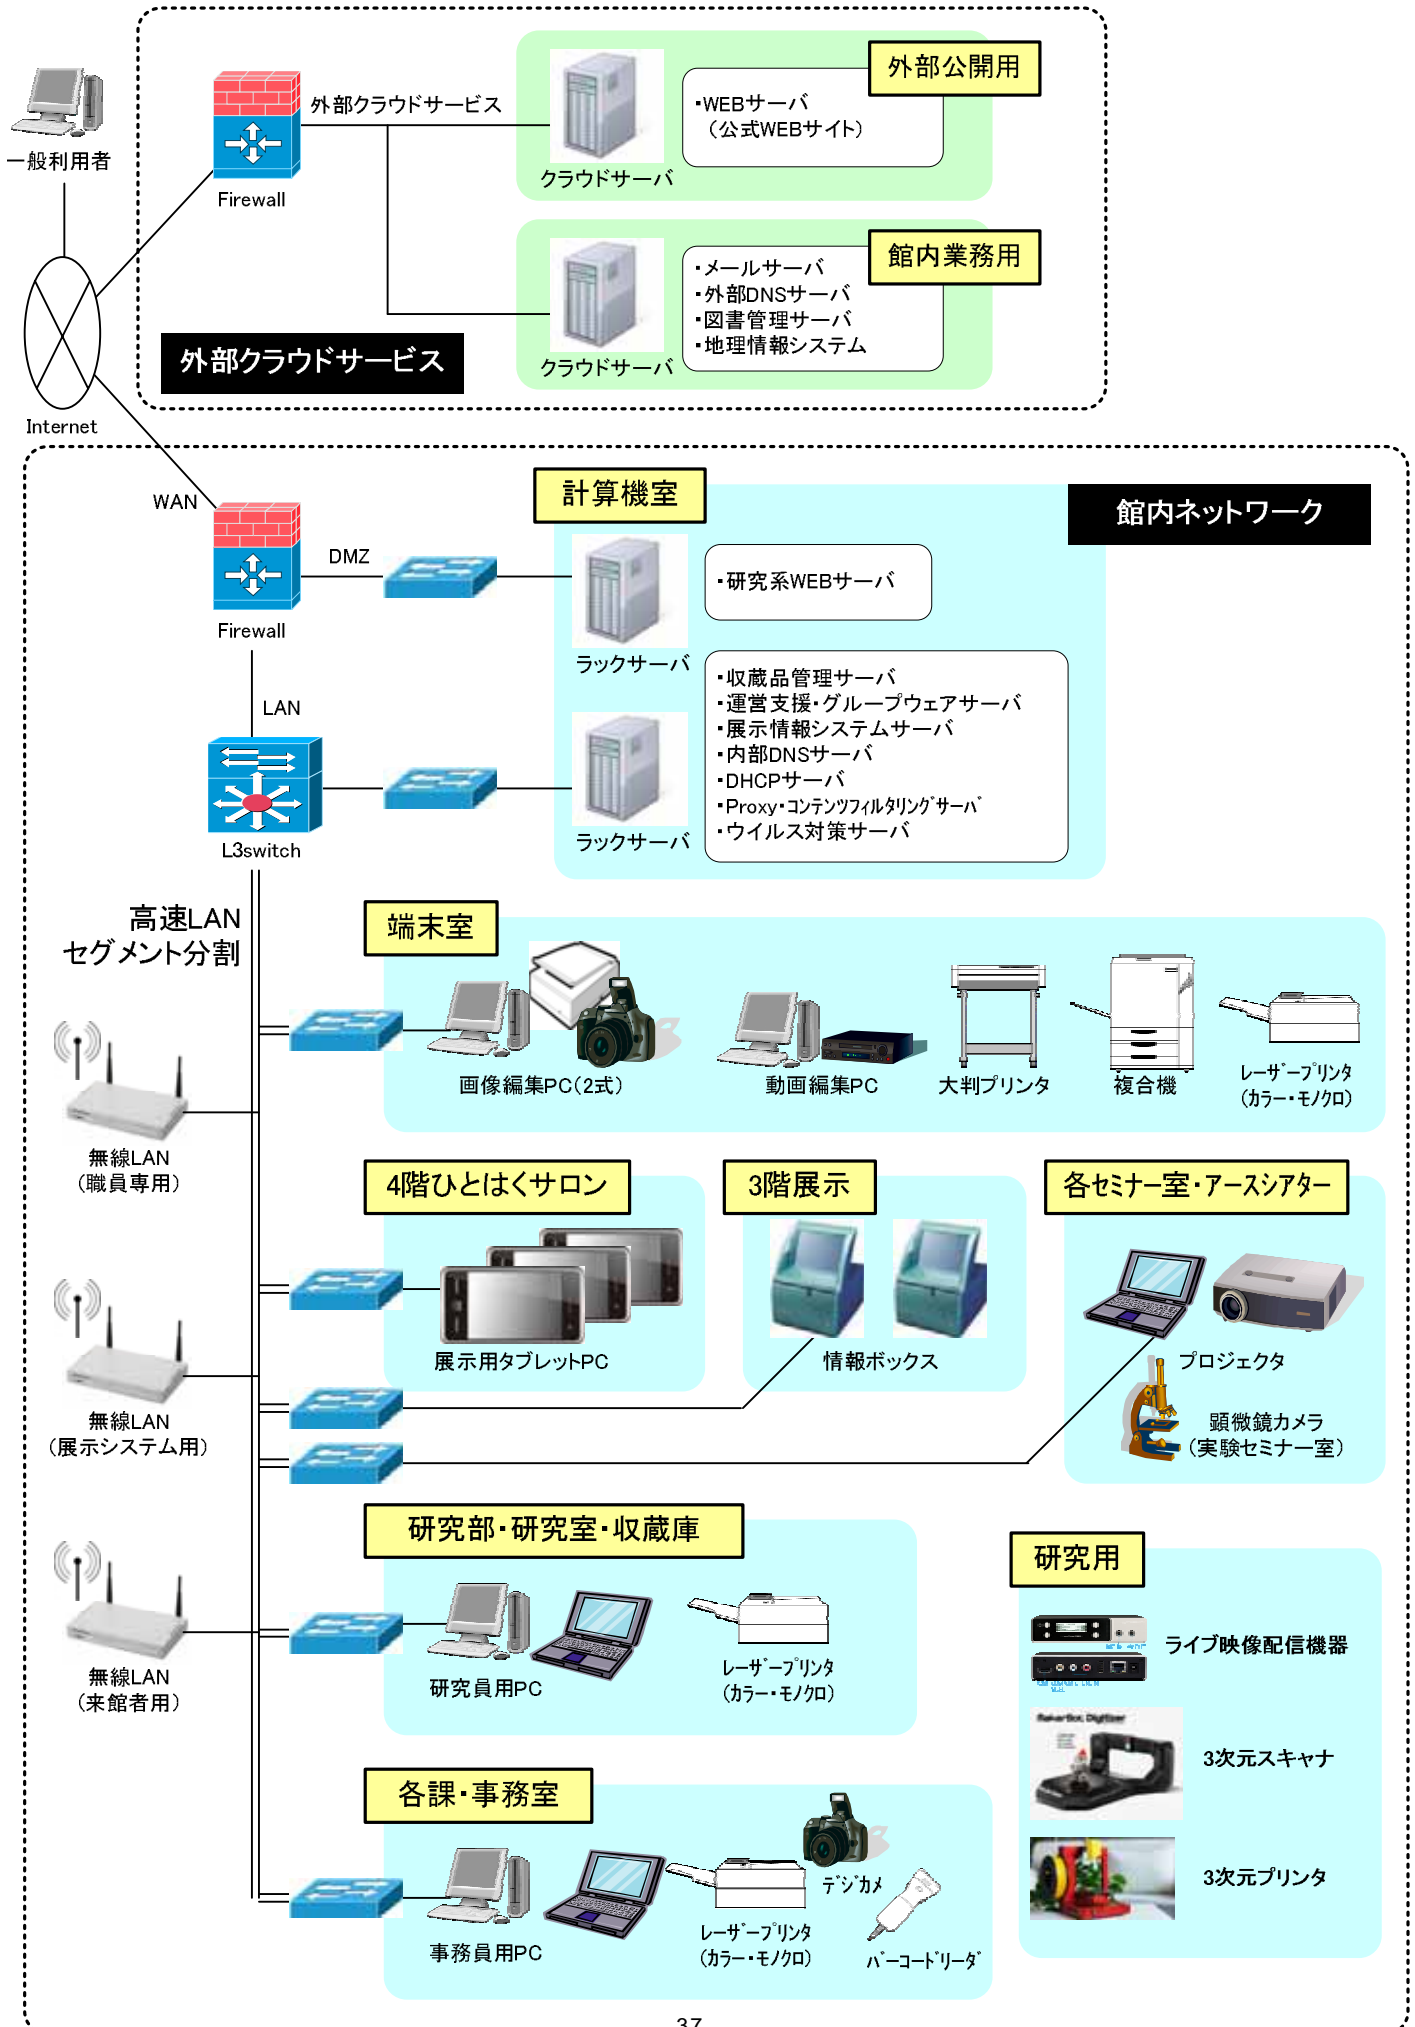 一般利用者
Internet
Firewall
外部クラウドサービス
クラウドサーバ
・WEBサーバ
（公式WEBサイト）
外部公開用
クラウドサーバ
・メールサーバ
・外部DNSサーバ
・図書管理サーバ
・地理情報システム
館内業務用
外部クラウドサービス
WAN
Firewall
DMZ
計算機室
館内ネットワーク
ラックサーバ
・研究系WEBサーバ
LAN
L3switch
ラックサーバ
・収蔵品管理サーバ
・運営支援・グループウェアサーバ
・展示情報システムサーバ
・内部DNSサーバ
・DHCPサーバ
・Proxy・ｺﾝﾃﾝﾂﾌｨﾙﾀﾘﾝｸﾞｻｰﾊﾞ
・ウイルス対策サーバ
高速LAN
セグメント分割
端末室
画像編集PC（2式）
動画編集PC
大判プリンタ
複合機
ﾚｰｻﾞｰﾌﾟﾘﾝﾀ
（ｶﾗｰ・ﾓﾉｸﾛ）
無線LAN
（職員専用）
4階ひとはくサロン
展示用タブレットPC
3階展示
情報ボックス
各セミナー室・アースシアター
プロジェクタ
顕微鏡カメラ
（実験セミナー室）
無線LAN
（展示システム用）
研究部・研究室・収蔵庫
研究員用PC
ﾚｰｻﾞｰﾌﾟﾘﾝﾀ
（ｶﾗｰ・ﾓﾉｸﾛ）
無線LAN
（来館者用）
研究用
ライブ映像配信機器
MakerBot Digitizer
3次元スキャナ
3次元プリンタ
各課・事務室
事務員用PC
ﾚｰｻﾞｰﾌﾟﾘﾝﾀ
（ｶﾗｰ・ﾓﾉｸﾛ）
ﾃﾞｼﾞｶﾒ
ﾊﾞｰｺｰﾄﾞﾘｰﾀﾞ
37